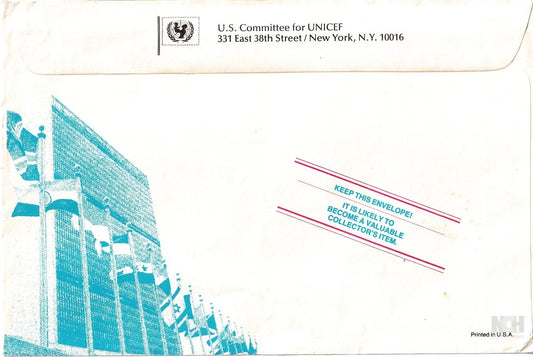 U.S. Committee for UNICEF
331 East 38th Street / New York, N.Y. 10016
KEEP THIS ENVELOPE!
IT IS LIKELY TO
BECOME A VALUABLE
COLLECTOR'S ITEM.
NCH
Printed in U.S.A.